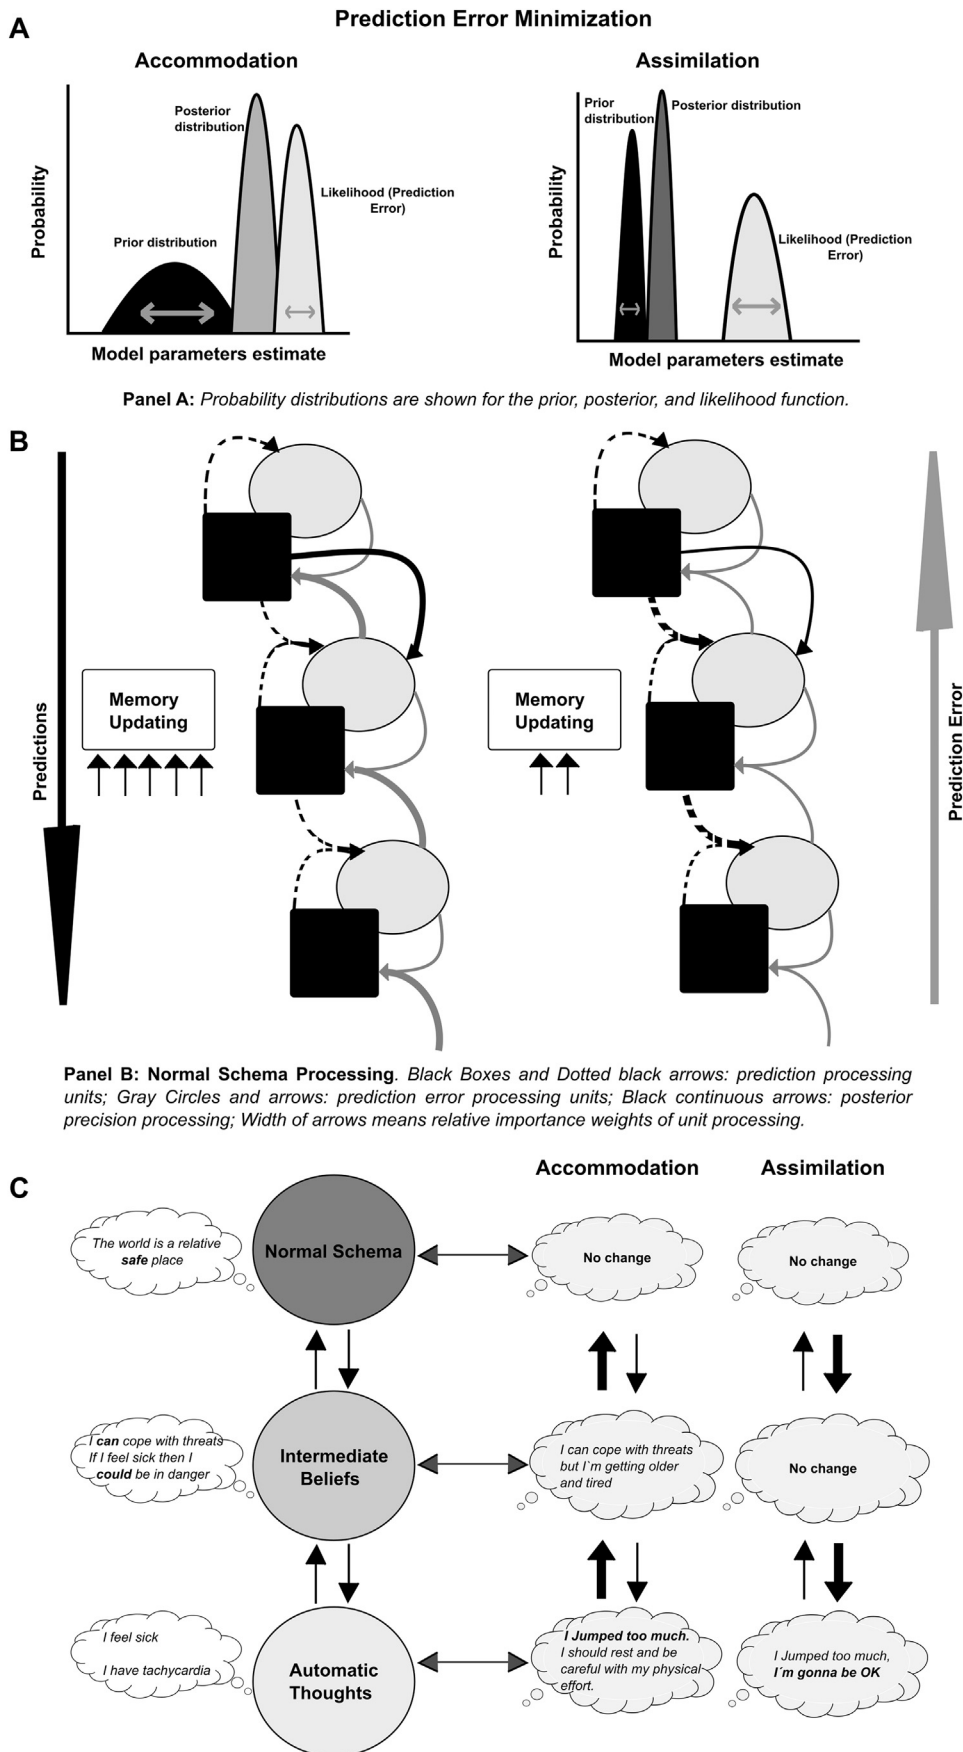 Prediction Error Minimization
A
Accommodation
Assimilation
Posterior
distribution
Likelihood (Prediction
Error)
Prior distribution
Probability
Model parameters estimate
Prior
distribution
Posterior distribution
Likelihood (Prediction
Error)
Probability
Model parameters estimate
Panel A: Probability distributions are shown for the prior, posterior, and likelihood function.
B
Predictions
Memory
Updating
Memory
Updating
Prediction Error
Panel B: Normal Schema Processing. Black Boxes and Dotted black arrows: prediction processing
units; Gray Circles and arrows: prediction error processing units; Black continuous arrows: posterior
precision processing; Width of arrows means relative importance weights of unit processing.
C
Accommodation
Assimilation
The world is a relative
safe place
Normal Schema
No change
No change
I can cope with threats
If I feel sick then I
could be in danger
Intermediate
Beliefs
I can cope with threats
but I`m getting older
and tired
No change
I feel sick
I have tachycardia
Automatic
Thoughts
I Jumped too much.
I should rest and be
careful with my physical
effort.
I Jumped too much,
I´m gonna be OK